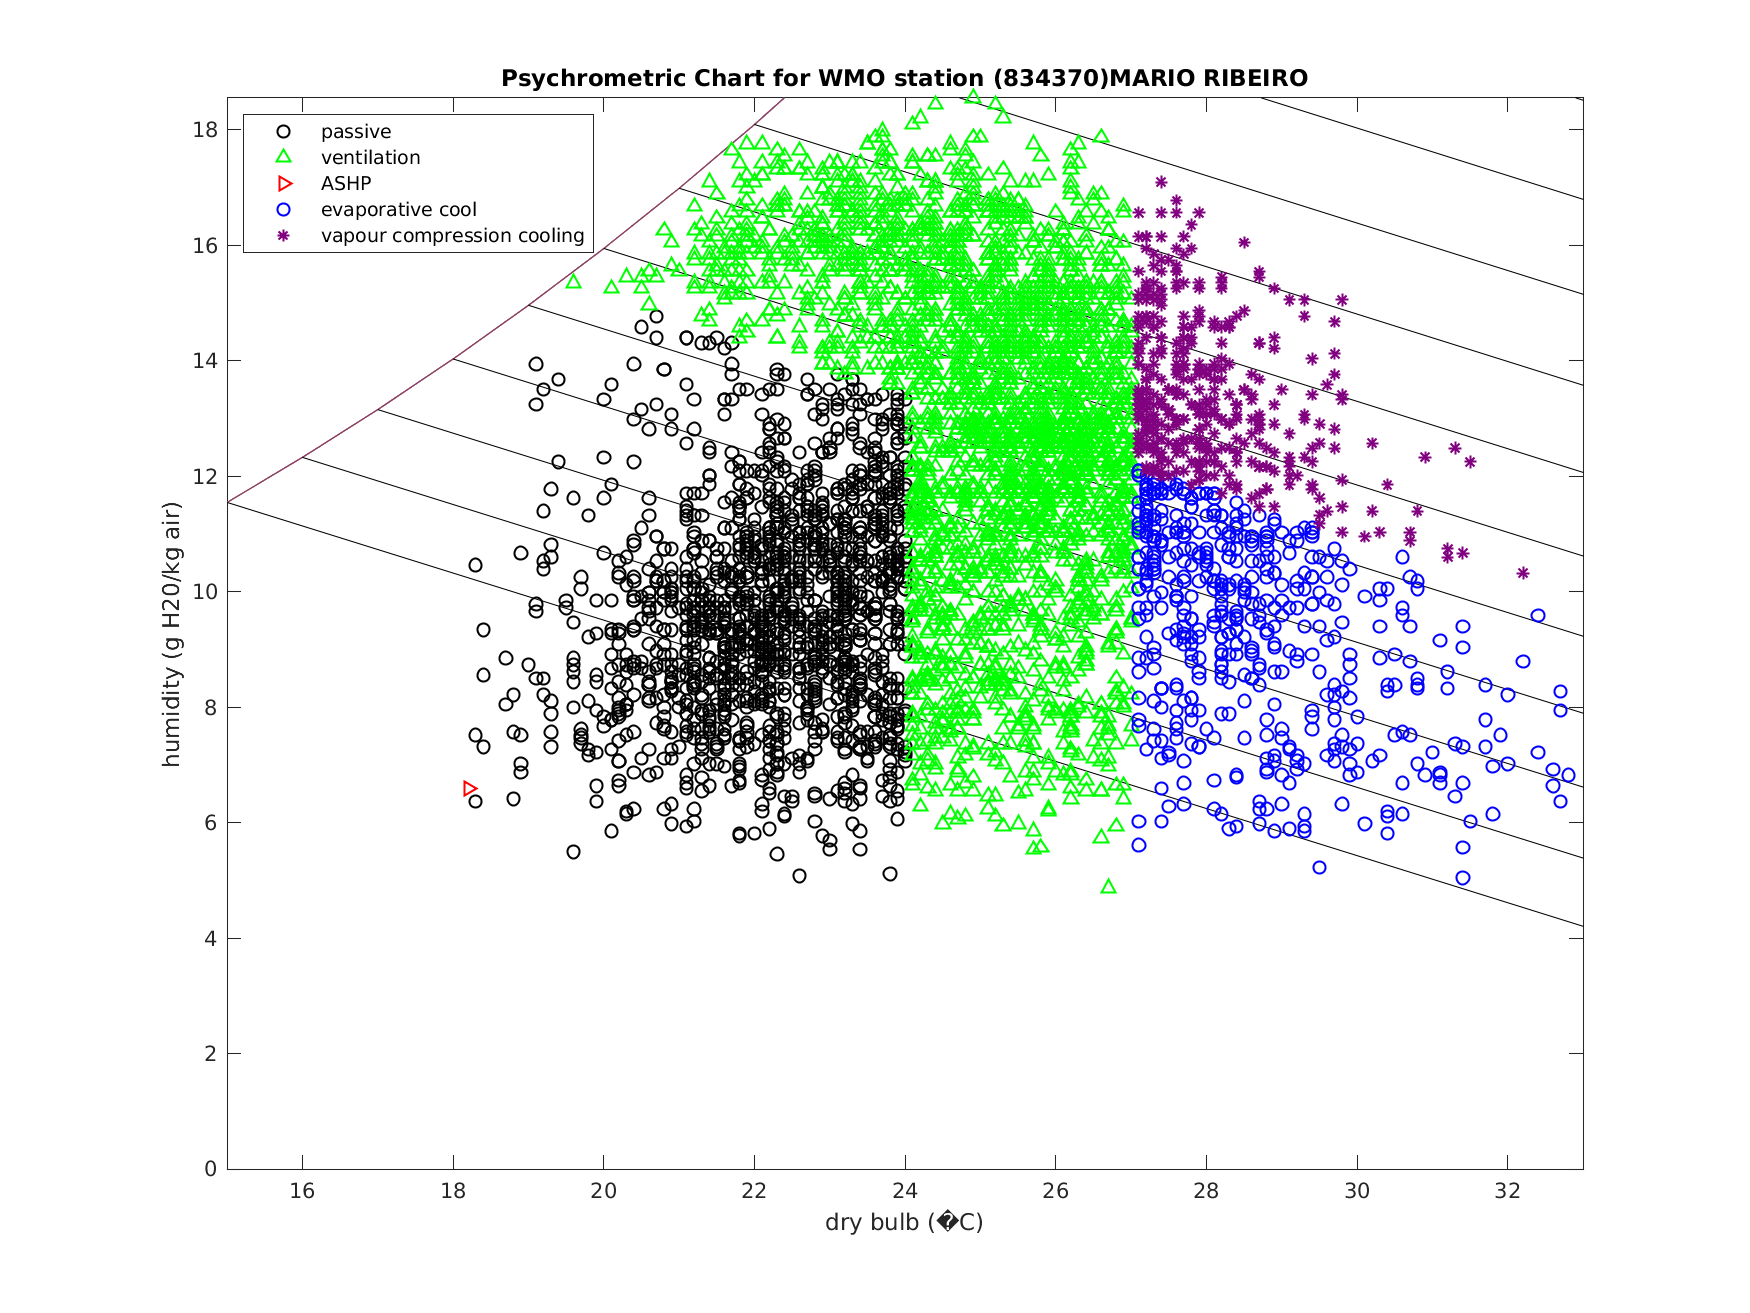 Psychrometric Chart for WMO station (834370)MARIO RIBEIRO
passive
ventilation
ASHP
evaporative cool
vapour compression cooling
humidity (g H20/kg air)
18
16
14
12
10
8
6
4
2
0
16 18 20 22 24 26 28 30 32
dry bulb (�C)